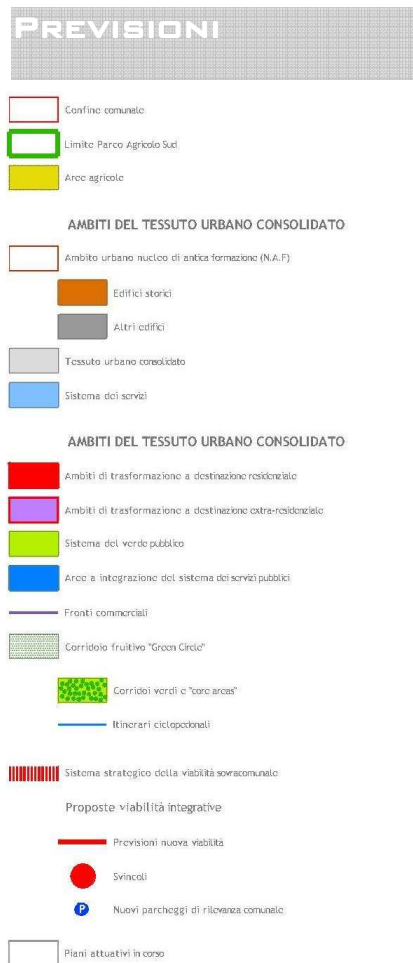 PREVISIONI
Confine comunale
Limite Parco Agricolo Sud
Aree agricole
AMBITI DEL TESSUTO URBANO CONSOLIDATO
Ambito urbano nucleo di antica formazione (N.A.F)
Edifici storici
Altri edifici
Tessuto urbano consolidato
Sistema dei servizi
AMBITI DEL TESSUTO URBANO CONSOLIDATO
Ambiti di trasformazione a destinazione residenziale
Ambiti di trasformazione a destinazione extra-residenziale
Sistema del verde pubblico
Aree a integrazione del sistema dei servizi pubblici
Fronti commerciali
Corridoio fruitivo "Green Circle"
Corridoi verdi e "core areas"
Itinerari ciclopedonali
Sistema strategico della viabilità sovracomunale
Proposte viabilità integrative
Previsioni nuova viabilità
Svincoli
P Nuovi parcheggi di rilevanza comunale
Piani attuativi in corso